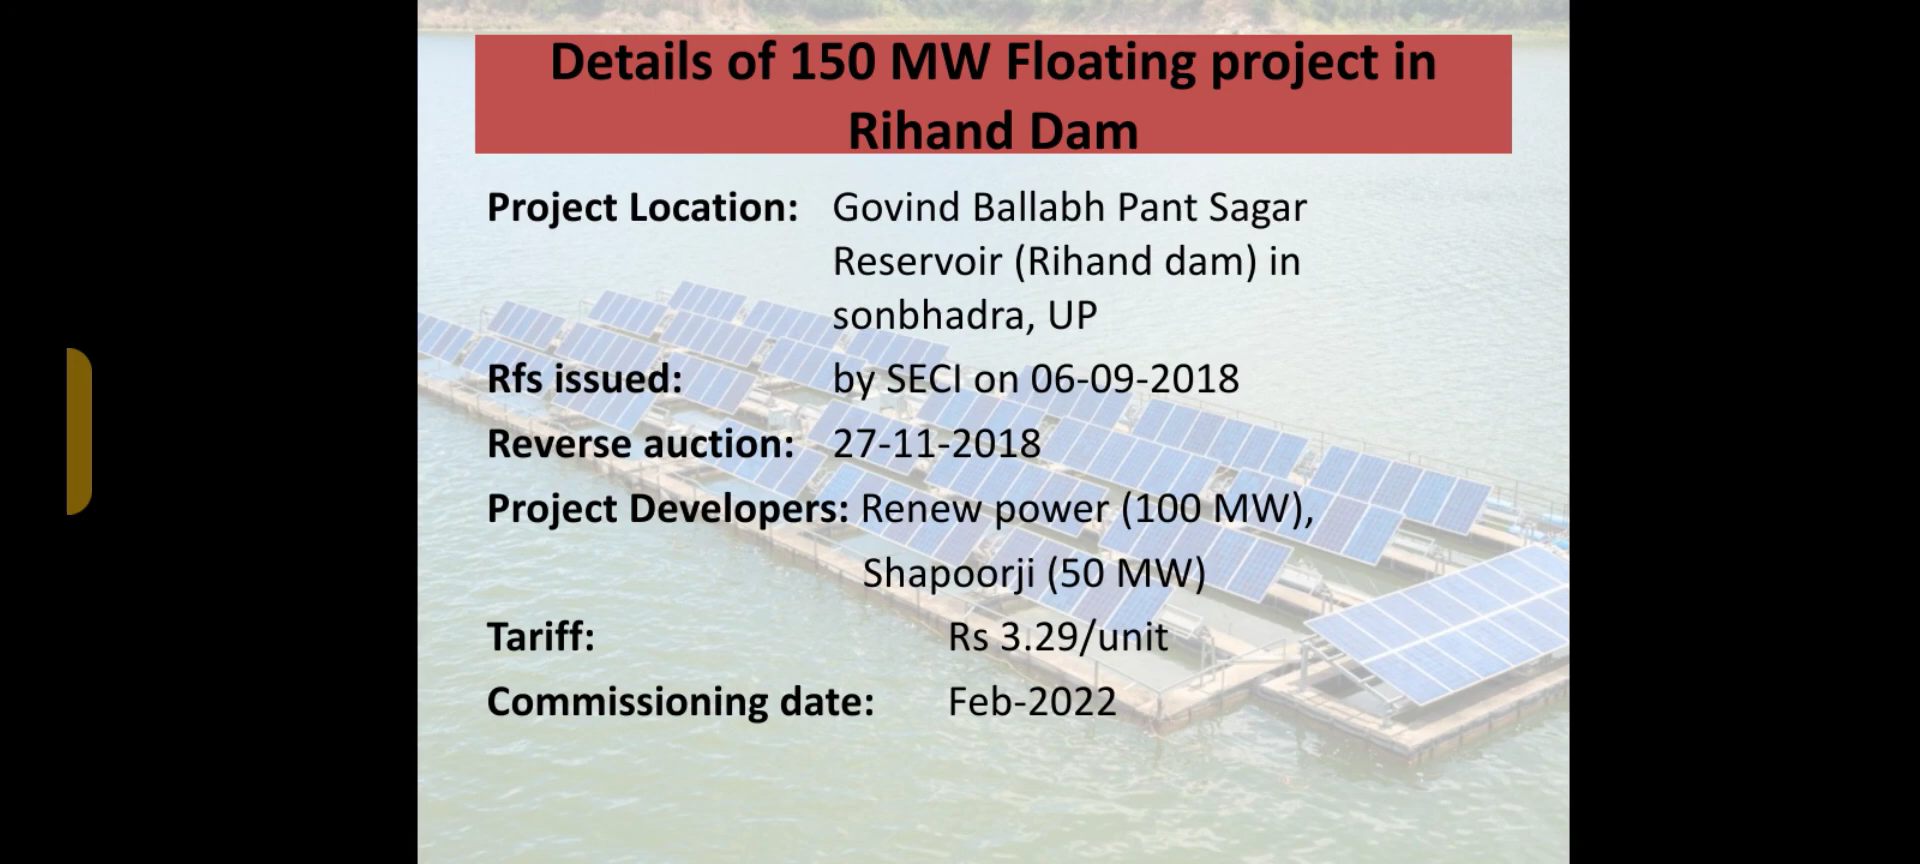 Details of 150 MW Floating project in
Rihand Dam
Project Location: Govind Ballabh Pant Sagar
Reservoir (Rihand dam) in
sonbhadra, UP
Rfs issued: by SECI on 06-09-2018
Reverse auction: 27-11-2018
Project Developers: Renew power (100 MW),
Shapoorji (50 MW)
Tariff: Rs 3.29/unit
Commissioning date: Feb-2022